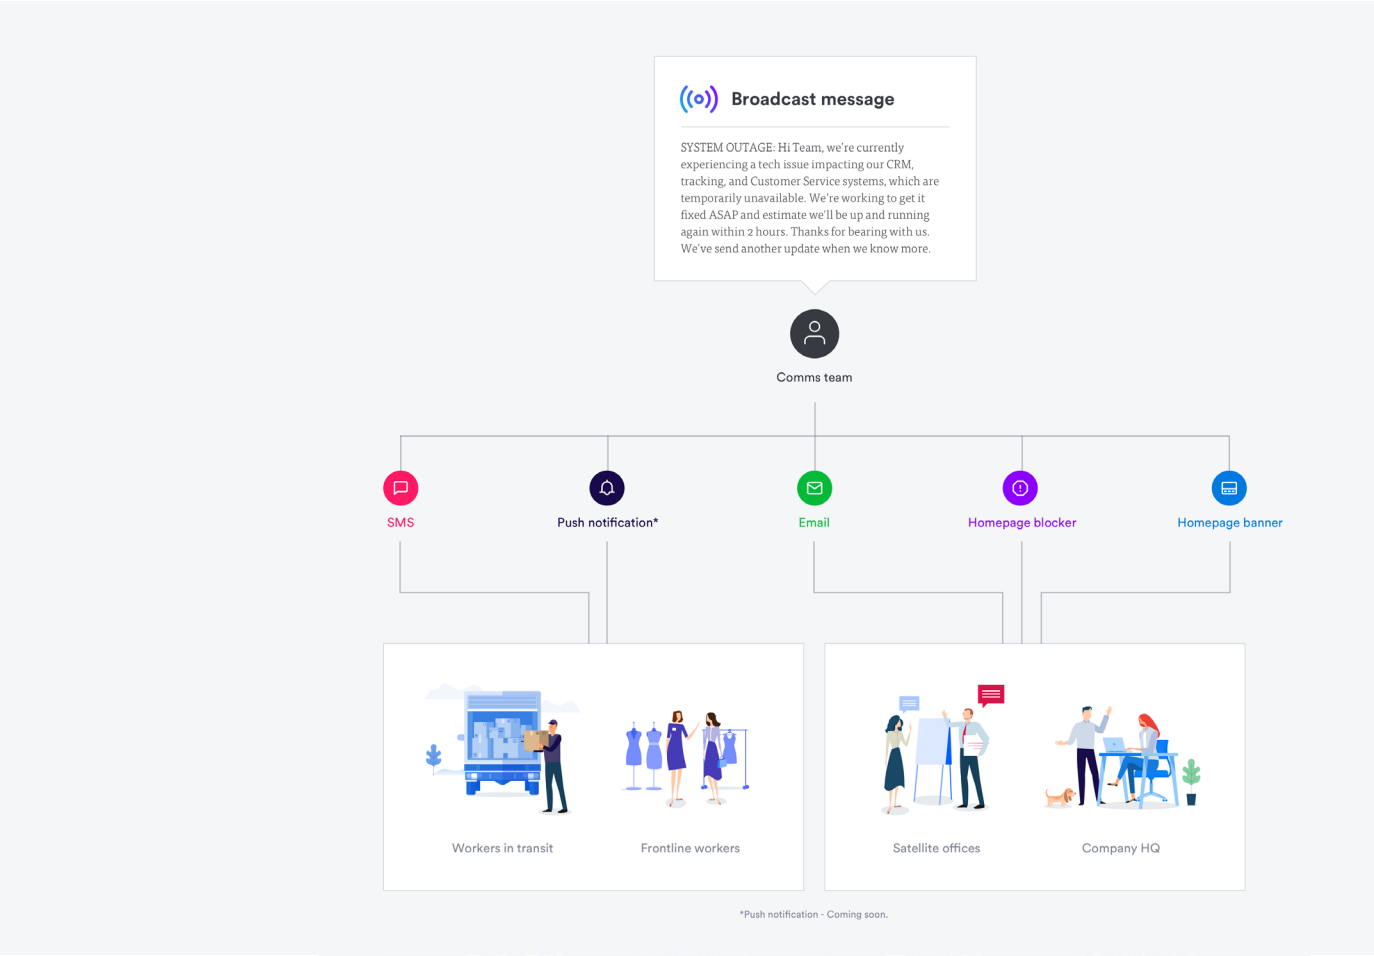 Broadcast message
SYSTEM OUTAGE: Hi Team, we're currently
experiencing a tech issue impacting our CRM,
tracking, and Customer Service systems, which are
temporarily unavailable. We're working to get it
fixed ASAP and estimate we'll be up and running
again within 2 hours. Thanks for bearing with us.
We've send another update when we know more.
Comms team
SMS
Push notification*
Email
Homepage blocker
Homepage banner
Workers in transit
Frontline workers
Satellite offices
Company HQ
*Push notification - Coming soon.